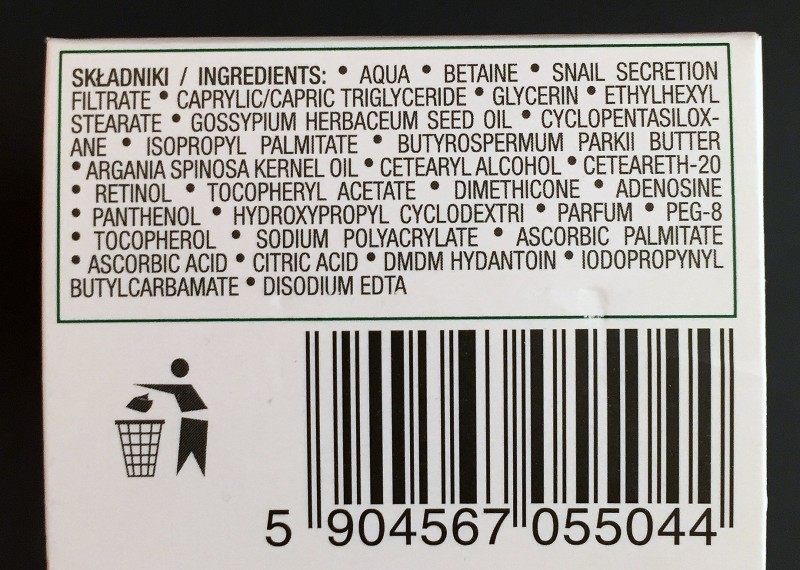 SKŁADNIKI / INGREDIENTS: • AQUA • BETAINE • SNAIL SECRETION
FILTRATE • CAPRYLIC/CAPRIC TRIGLYCERIDE • GLYCERIN • ETHYLHEXYL
STEARATE • GOSSYPIUM HERBACEUM SEED OIL • CYCLOPENTASILOX-
ANE • ISOPROPYL PALMITATE • BUTYROSPERMUM PARKII BUTTER
• ARGANIA SPINOSA KERNEL OIL • CETEARYL ALCOHOL • CETEARETH-20
• RETINOL • TOCOPHERYL ACETATE • DIMETHICONE • ADENOSINE
• PANTHENOL • HYDROXYPROPYL CYCLODEXTRI • PARFUM • PEG-8
• TOCOPHEROL • SODIUM POLYACRYLATE • ASCORBIC PALMITATE
• ASCORBIC ACID • CITRIC ACID • DMDM HYDANTOIN • IODOPROPYNYL
BUTYLCARBAMATE • DISODIUM EDTA
5 904567 055044